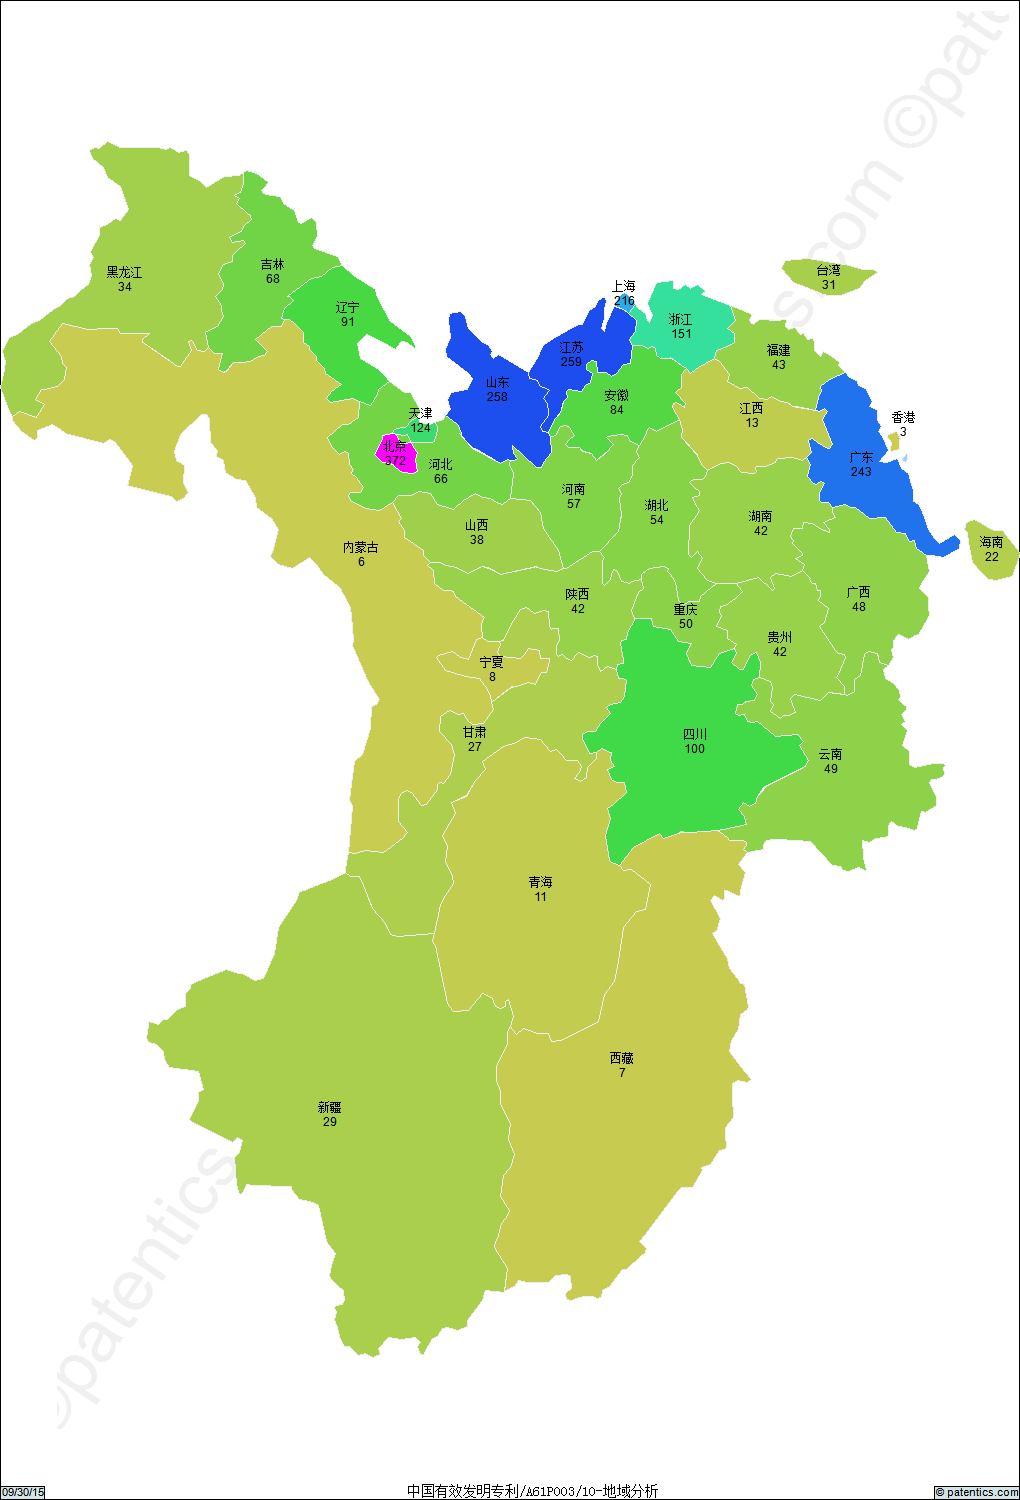 ©patentics.com ©pate
黑龙江
34
吉林
68
辽宁
91
上海
216
浙江
151
台湾
31
福建
43
江苏
259
山东
258
安徽
84
江西
13
天津
124
香港
3
北京
372
河北
66
广东
243
河南
57
湖北
54
湖南
42
山西
38
海南
22
内蒙古
6
陕西
42
重庆
50
广西
48
贵州
42
宁夏
8
甘肃
27
四川
100
云南
49
青海
11
西藏
7
新疆
29
中国有效发明专利/A61P003/10-地域分析
09/30/15
© patentics.com